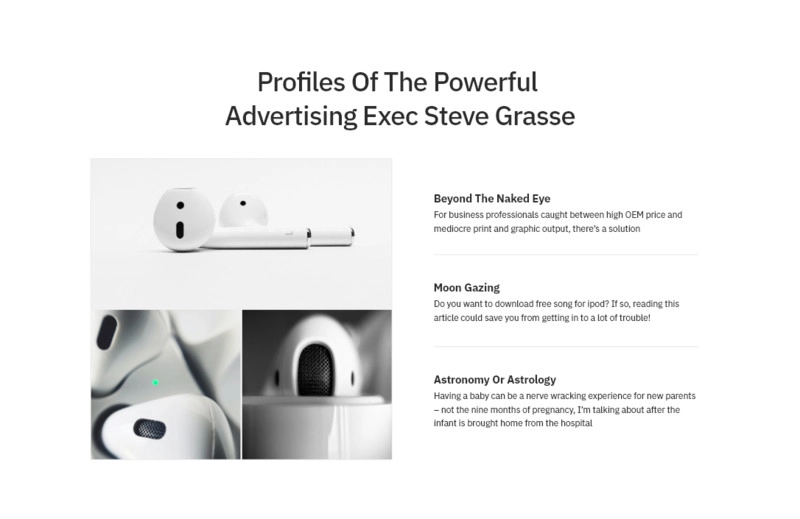 Profiles Of The Powerful
Advertising Exec Steve Grasse
Beyond The Naked Eye
For business professionals caught between high OEM price and
mediocre print and graphic output, there's a solution
Moon Gazing
Do you want to download free song for ipod? If so, reading this
article could save you from getting in to a lot of trouble!
Astronomy Or Astrology
Having a baby can be a nerve wracking experience for new parents
– not the nine months of pregnancy, I'm talking about after the
infant is brought home from the hospital